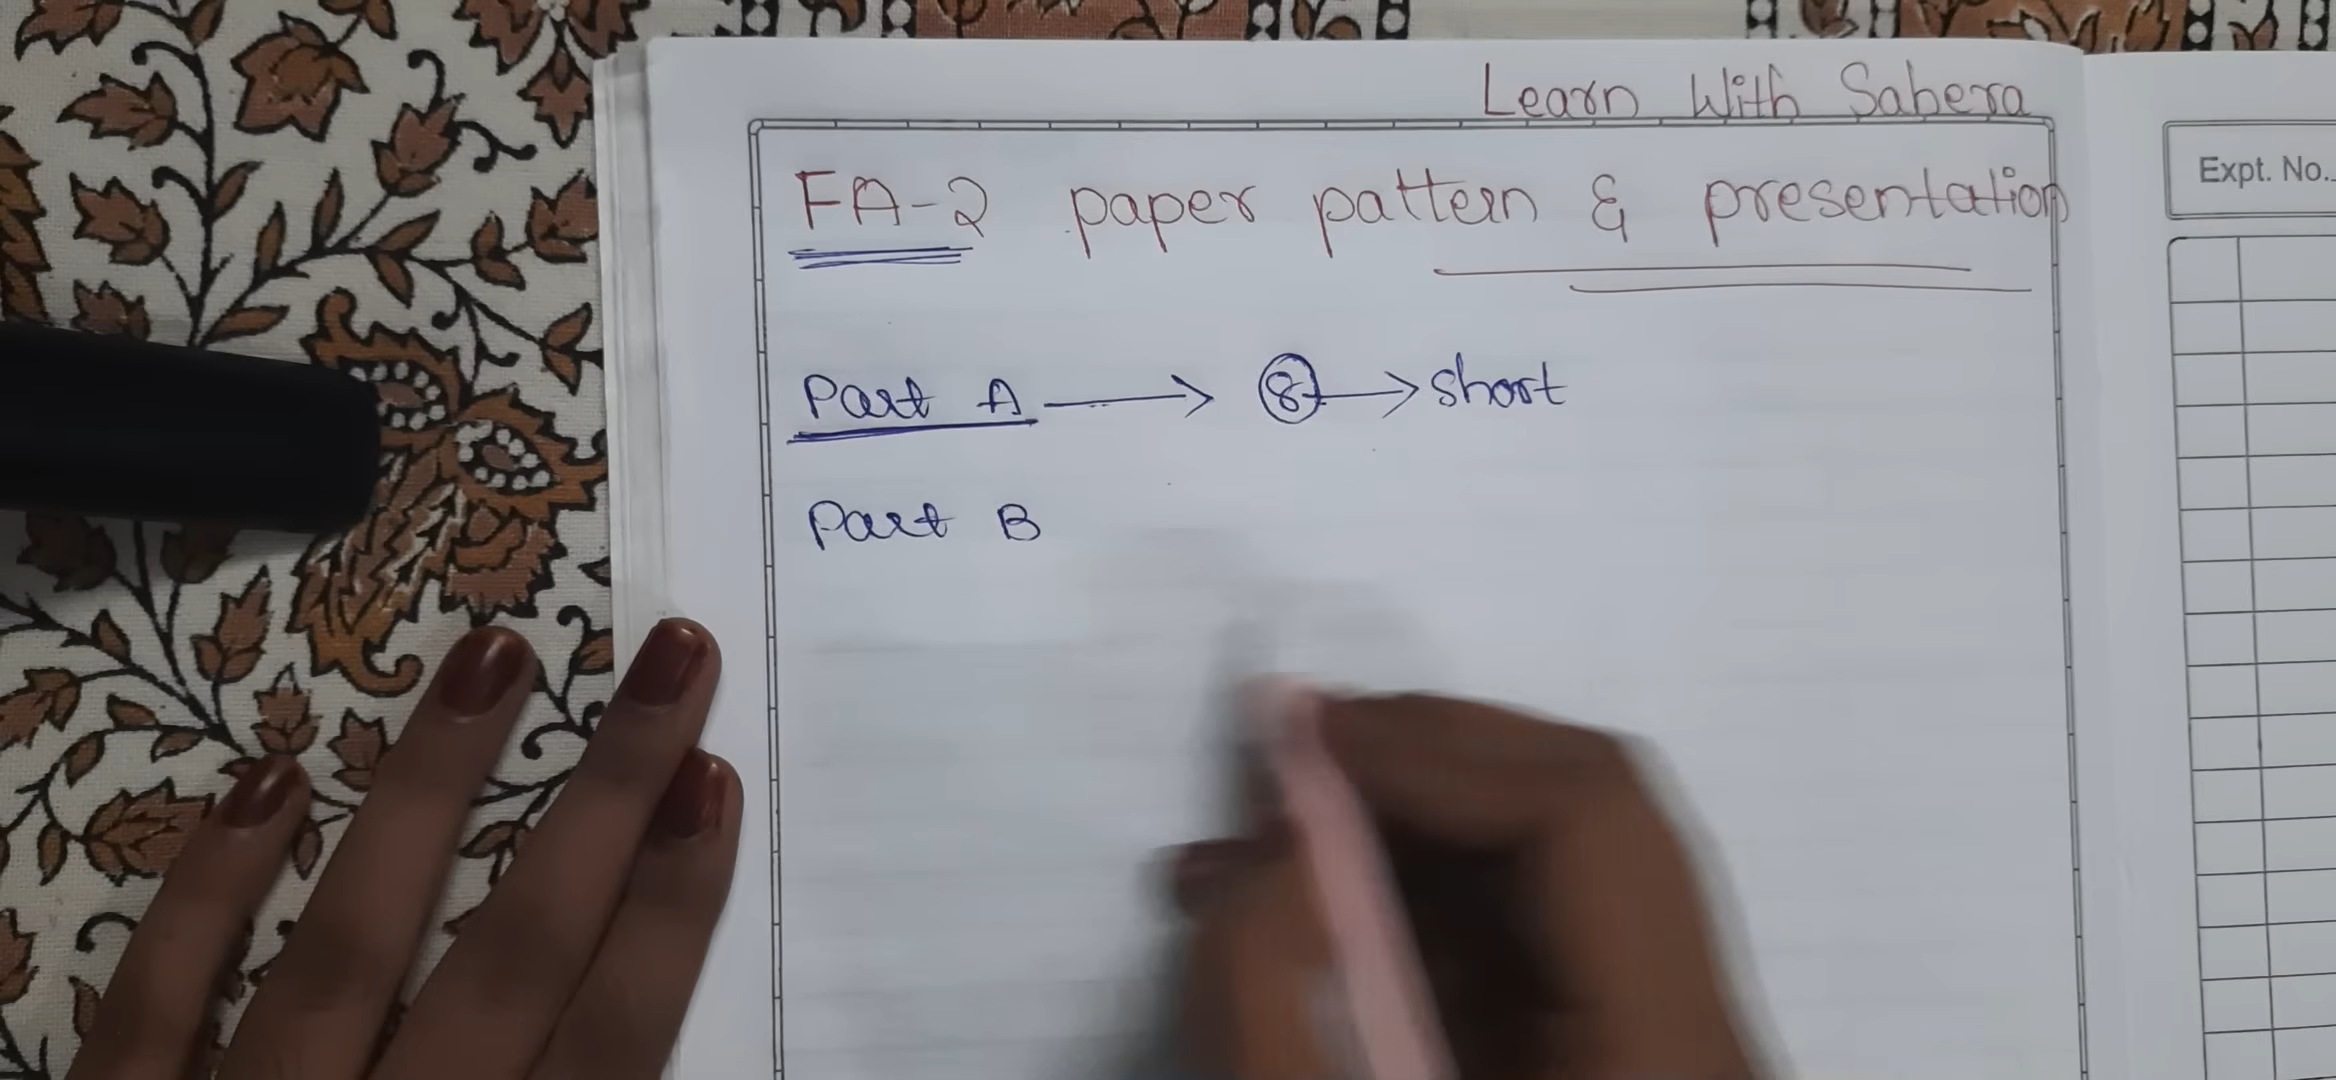 Learn With Sabera
FA-2 paper pattern & presentation
Expt. No..
Part A → 8 → short
Part B